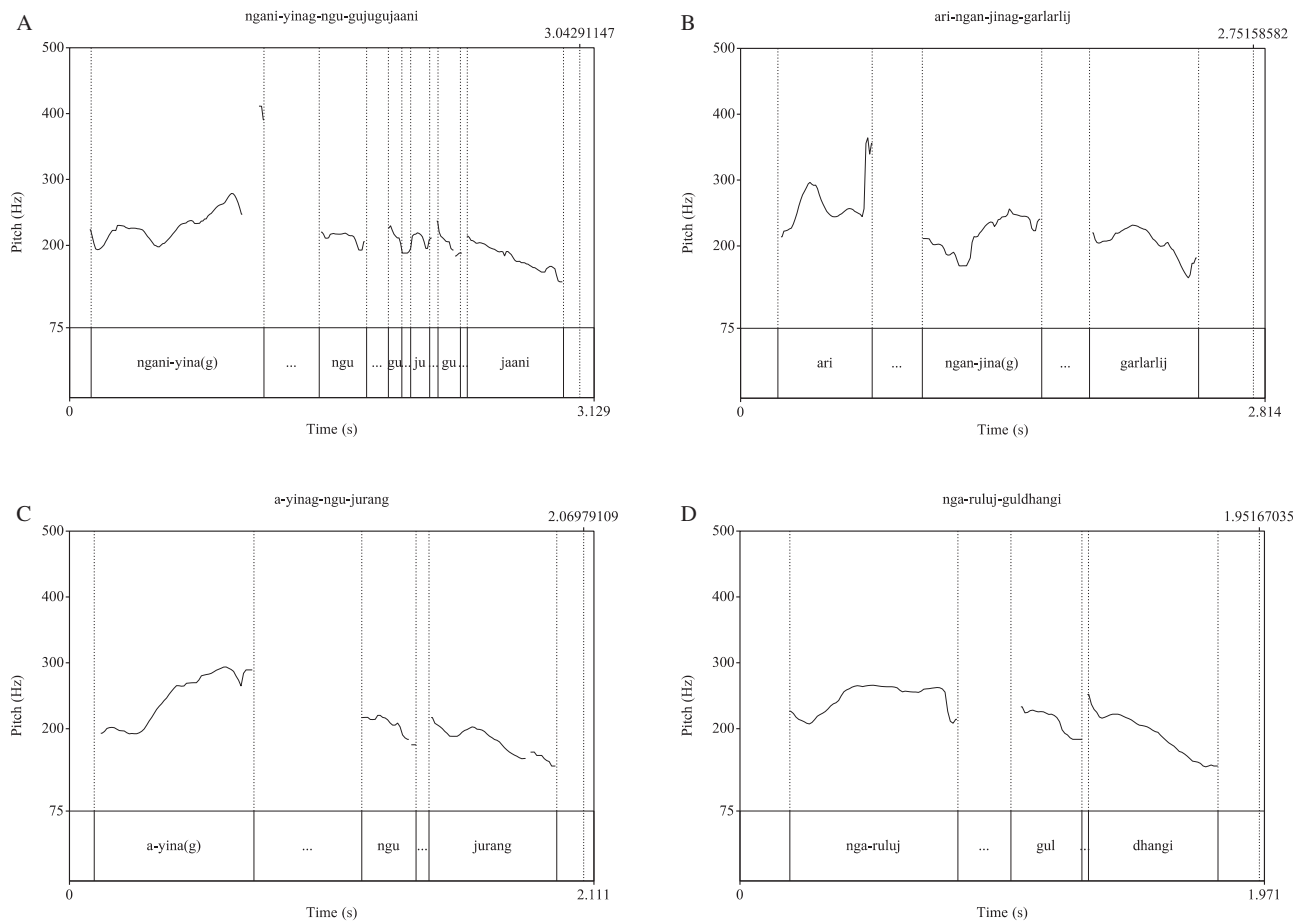 A
ngani-yinag-ngu-gujugujaani
3.04291147
500
400
300
200
75
Pitch (Hz)
ngani-yina(g) ... ngu ... gu ... ju ... gu ... jaani
0 3.129
Time (s)
B
ari-ngan-jinag-garlarlij
2.75158582
500
400
300
200
75
Pitch (Hz)
ari ... ngan-jina(g) ... garlarlij
0 2.814
Time (s)
C
a-yinag-ngu-jurang
2.06979109
500
400
300
200
75
Pitch (Hz)
a-yina(g) ... ngu ... jurang
0 2.111
Time (s)
D
nga-ruluj-guldhangi
1.95167035
500
400
300
200
75
Pitch (Hz)
nga-ruluj ... gul ... dhangi
0 1.971
Time (s)